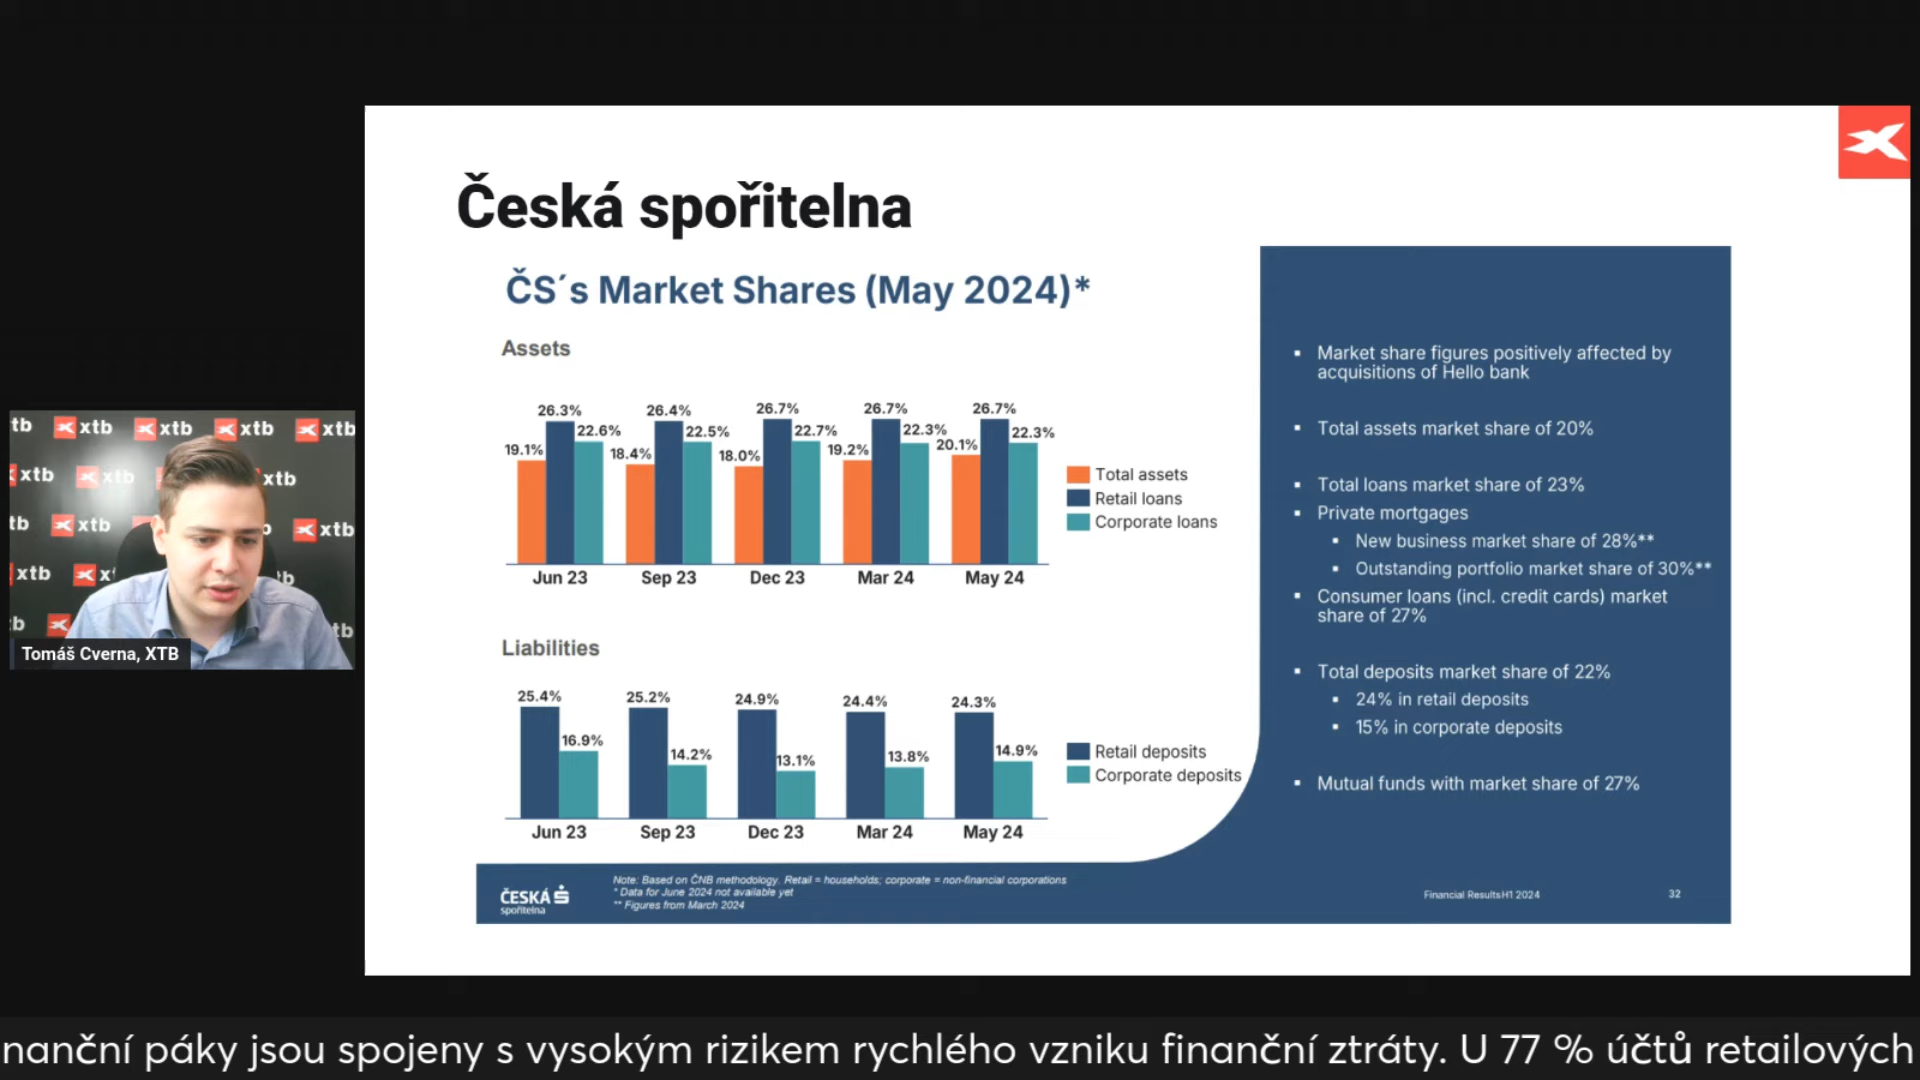 Česká spořitelna
ČS´s Market Shares (May 2024)*
Assets
26.3% 26.4% 26.7% 26.7% 26.7%
22.6% 22.5% 22.7% 22.3% 22.3%
19.1% 18.4% 18.0% 19.2% 20.1%
Total assets
Retail loans
Corporate loans
Jun 23 Sep 23 Dec 23 Mar 24 May 24
Liabilities
25.4% 25.2% 24.9% 24.4% 24.3%
16.9% 14.2% 13.1% 13.8% 14.9%
Retail deposits
Corporate deposits
Jun 23 Sep 23 Dec 23 Mar 24 May 24
Market share figures positively affected by
acquisitions of Hello bank
Total assets market share of 20%
Total loans market share of 23%
Private mortgages
New business market share of 28%**
Outstanding portfolio market share of 30%**
Consumer loans (incl. credit cards) market
share of 27%
Total deposits market share of 22%
24% in retail deposits
15% in corporate deposits
Mutual funds with market share of 27%
ČESKÁ
spořitelna
Note: Based on ČNB methodology. Retail = households; corporate = non-financial corporations
* Data for June 2024 not available yet
** Figures from March 2024
Financial ResultsH1 2024
32
tb xtb xtb xtb xtb
xtb xtb xtb
tb xtb xtb
xtb x tb
b tb
Tomáš Cverna, XTB
nanční páky jsou spojeny s vysokým rizikem rychlého vzniku finanční ztráty. U 77 % účtů retailových